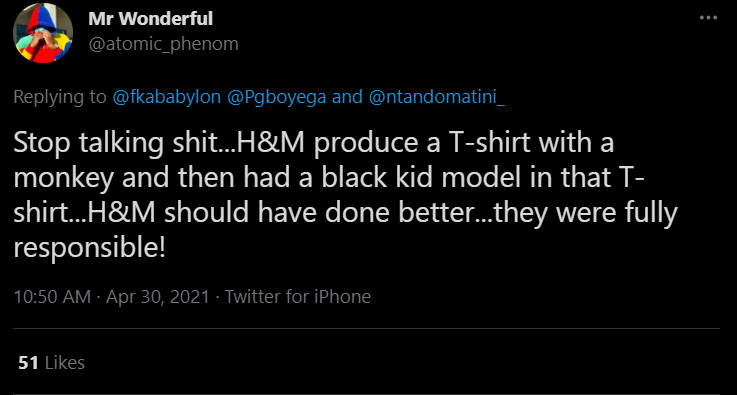 Mr Wonderful
@atomic_phenom
Replying to @fkababylon @Pgboyega and @ntandomatini_
Stop talking shit...H&M produce a T-shirt with a
monkey and then had a black kid model in that T-
shirt...H&M should have done better...they were fully
responsible!
10:50 AM · Apr 30, 2021 · Twitter for iPhone
51 Likes